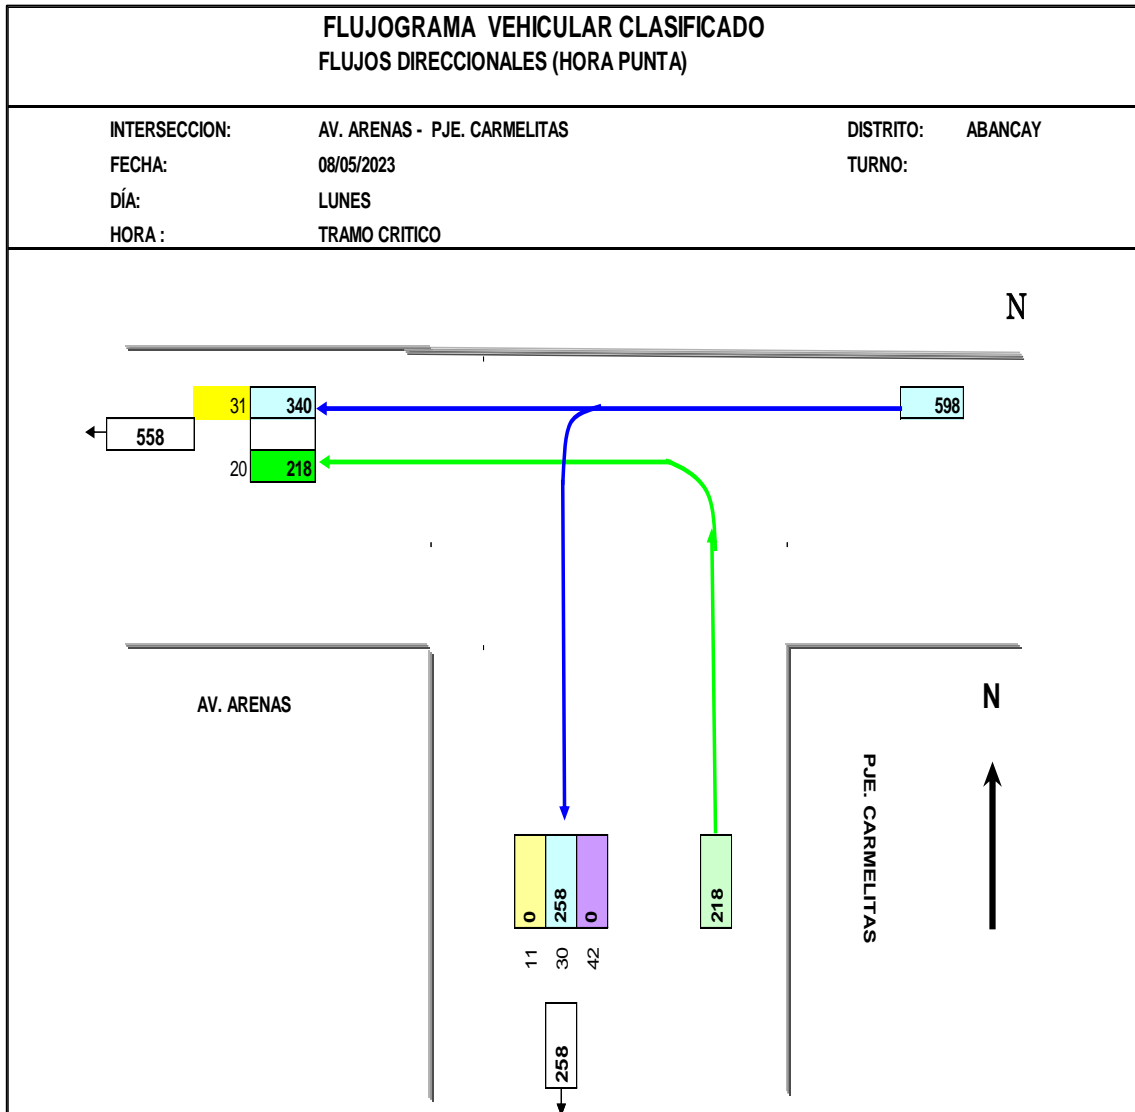 FLUJOGRAMA VEHICULAR CLASIFICADO
FLUJOS DIRECCIONALES (HORA PUNTA)
INTERSECCION: AV. ARENAS - PJE. CARMELITAS DISTRITO: ABANCAY
FECHA: 08/05/2023 TURNO:
DÍA: LUNES
HORA : TRAMO CRITICO
N
31 340 598
558
20 218
AV. ARENAS
N
PJE. CARMELITAS
0 258 0 218
11 30 42
258